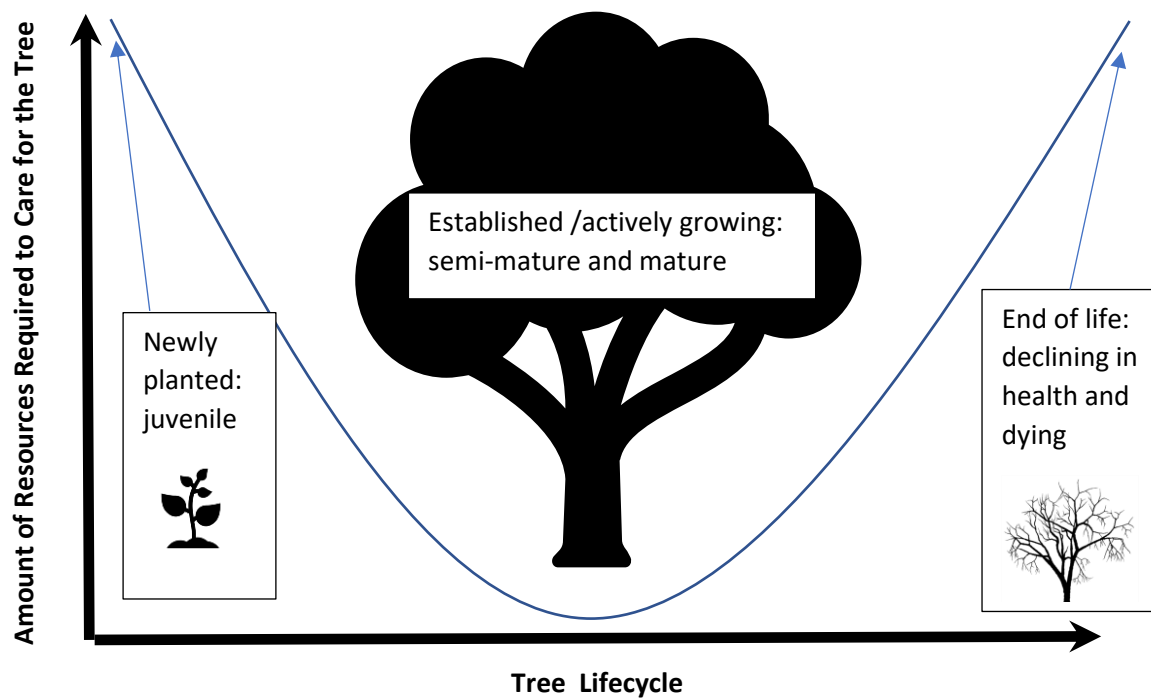 Amount of Resources Required to Care for the Tree
Established /actively growing:
semi-mature and mature
Newly
planted:
juvenile
End of life:
declining in
health and
dying
Tree  Lifecycle